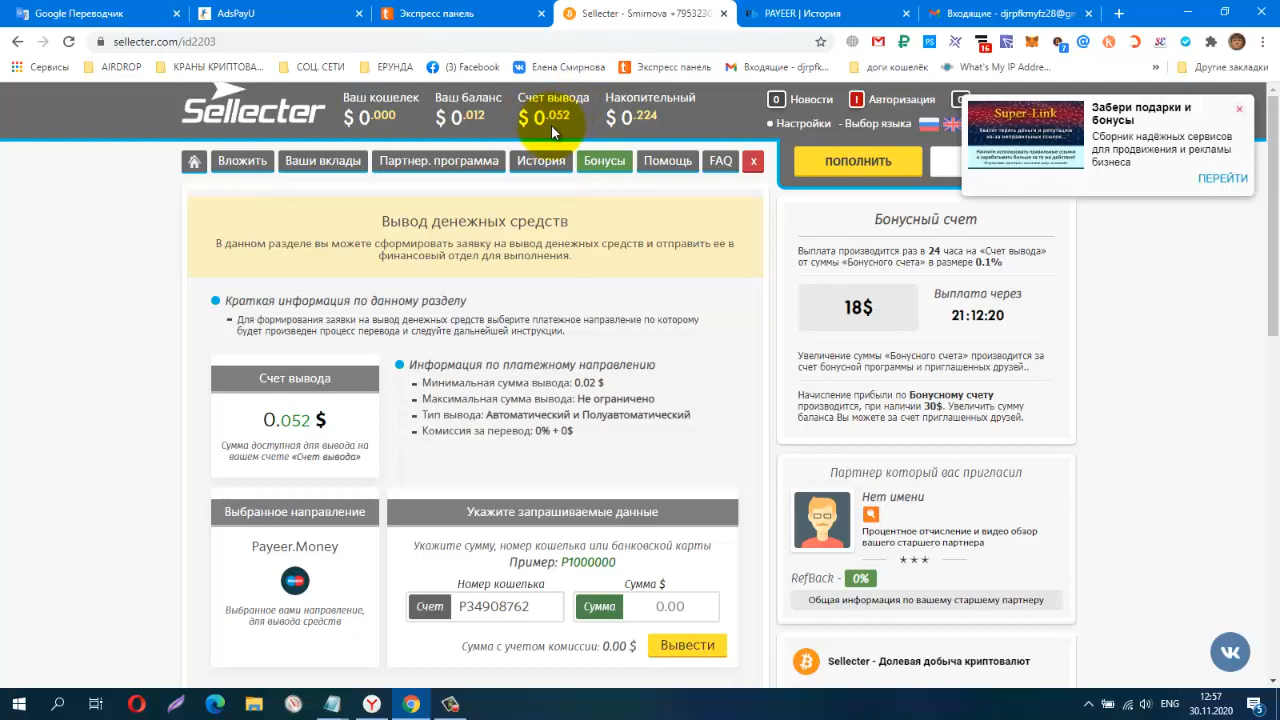 Google Переводчик
AdsPayU
Экспресс панель
Sellecter - Smirnova +7953230
PAYEER | История
Входящие - djrpfkmyfz28@gm
sellecter.com/id2203
16
7
Сервисы
AIRDROP
КРАНЫ КРИПТОВА...
СОЦ. СЕТИ
ЕРУНДА
(3) Facebook
Елена Смирнова
Экспресс панель
Входящие - djrpfk...
доги кошелёк
What's My IP Addre...
»
Другие закладки
Sellecter
Ваш кошелек
$ 0.000
Ваш баланс
$ 0.012
Счет вывода
$ 0.052
Накопительный
$ 0.224
0 Новости
! Авторизация
Настройки - Выбор языка
Super-Link
Забери подарки и
бонусы
Сборник надёжных сервисов
для продвижения и рекламы
бизнеса
ПЕРЕЙТИ
Вложить
Ваши вклады
Партнер. программа
История
Бонусы
Помощь
FAQ
x
ПОПОЛНИТЬ
Вывод денежных средств
В данном разделе вы можете сформировать заявку на вывод денежных средств и отправить ее в
финансовый отдел для выполнения.
Краткая информация по данному разделу
Для формирования заявки на вывод денежных средств выберите платежное направление по которому
будет произведен процесс перевода и следуйте дальнейшей инструкции.
Счет вывода
0.052 $
Сумма доступная для вывода на
вашем счете «Счет вывода»
Информация по платежному направлению
Минимальная сумма вывода: 0.02 $
Максимальная сумма вывода: Не ограничено
Тип вывода: Автоматический и Полуавтоматический
Комиссия за перевод: 0% + 0$
Выбранное направление
Payeer.Money
Выбранное вами направление,
для вывода средств
Укажите запрашиваемые данные
Укажите сумму, номер кошелька или банковской карты
Пример: P1000000
Номер кошелька
Сумма $
Счет
P34908762
Сумма
0.00
Сумма с учетом комиссии: 0.00 $
Вывести
Бонусный счет
Выплата производится раз в 24 часа на «Счет вывода»
от суммы «Бонусного счета» в размере 0.1%
18$
Выплата через
21:12:20
Увеличение суммы «Бонусного счета» производится за
счет бонусной программы и приглашенных друзей..
Начисление прибыли по Бонусному счету
производится, при наличии 30$. Увеличить сумму
баланса Вы можете за счет приглашенных друзей.
Партнер который вас пригласил
Нет имени
Процентное отчисление и видео обзор
вашего старшего партнера
RefBack - 0%
Общая информация по вашему старшему партнеру
Sellecter - Долевая добыча криптовалют
ENG
12:57
30.11.2020
5